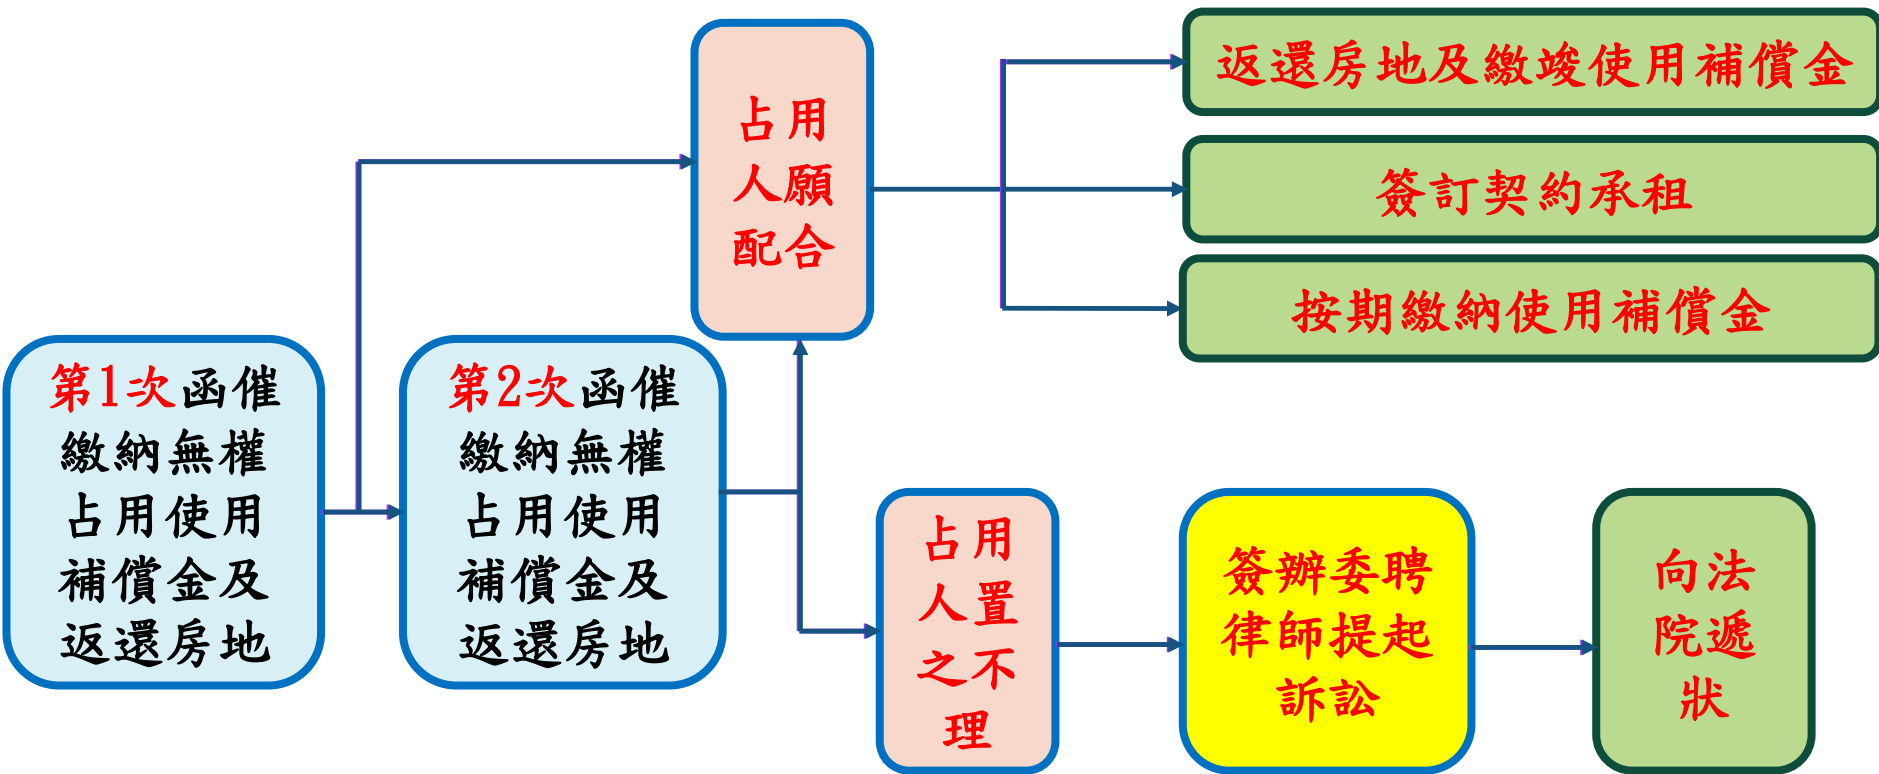 第1次函催
繳納無權
占用使用
補償金及
返還房地
第2次函催
繳納無權
占用使用
補償金及
返還房地
占用
人願
配合
返還房地及繳竣使用補償金
簽訂契約承租
按期繳納使用補償金
占用
人置
之不
理
簽辦委聘
律師提起
訴訟
向法
院遞
狀